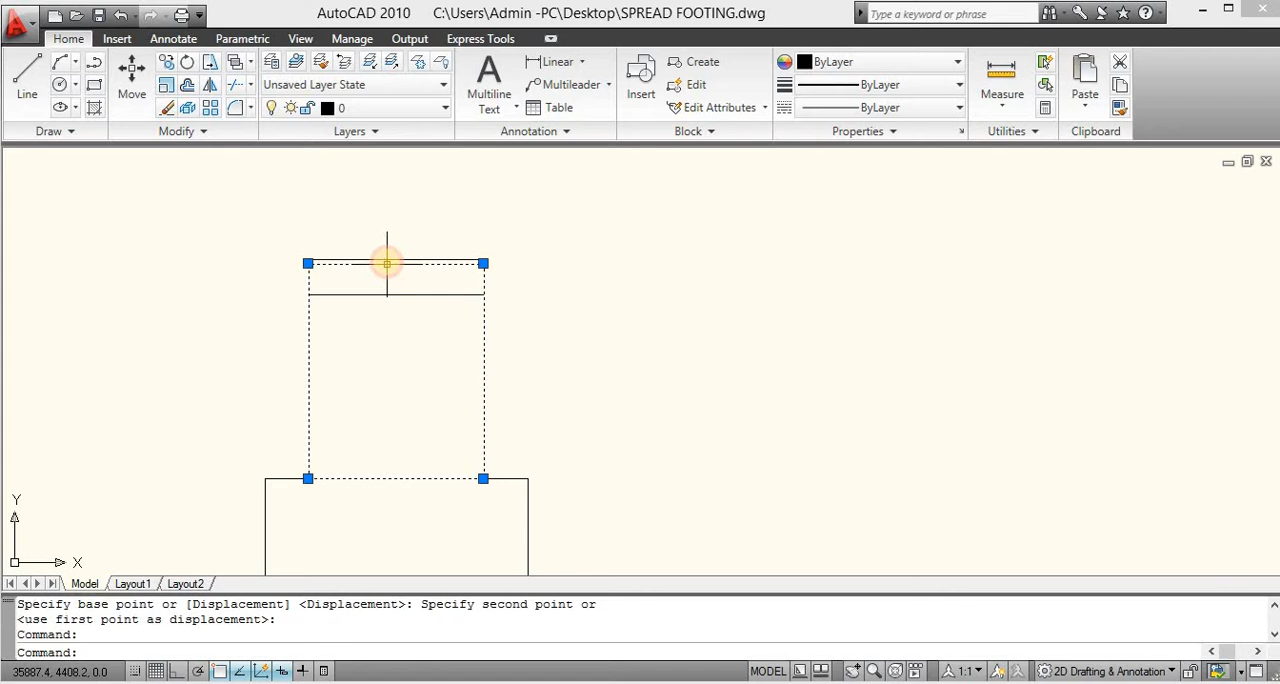 AutoCAD 2010 C:\Users\Admin -PC\Desktop\SPREAD FOOTING.dwg
Type a keyword or phrase
Home Insert Annotate Parametric View Manage Output Express Tools
Line
Draw
Move
Modify
Unsaved Layer State
0
Layers
A
Multiline
Text
Linear
Multileader
Table
Annotation
Insert
Create
Edit
Edit Attributes
Block
ByLayer
ByLayer
ByLayer
Properties
Measure
Utilities
Paste
Clipboard
Y
X
Model Layout1 Layout2
Specify base point or [Displacement] <Displacement>: Specify second point or
<use first point as displacement>:
Command:
Command:
35887.4, 4408.2, 0.0 MODEL 1:1 2D Drafting & Annotation